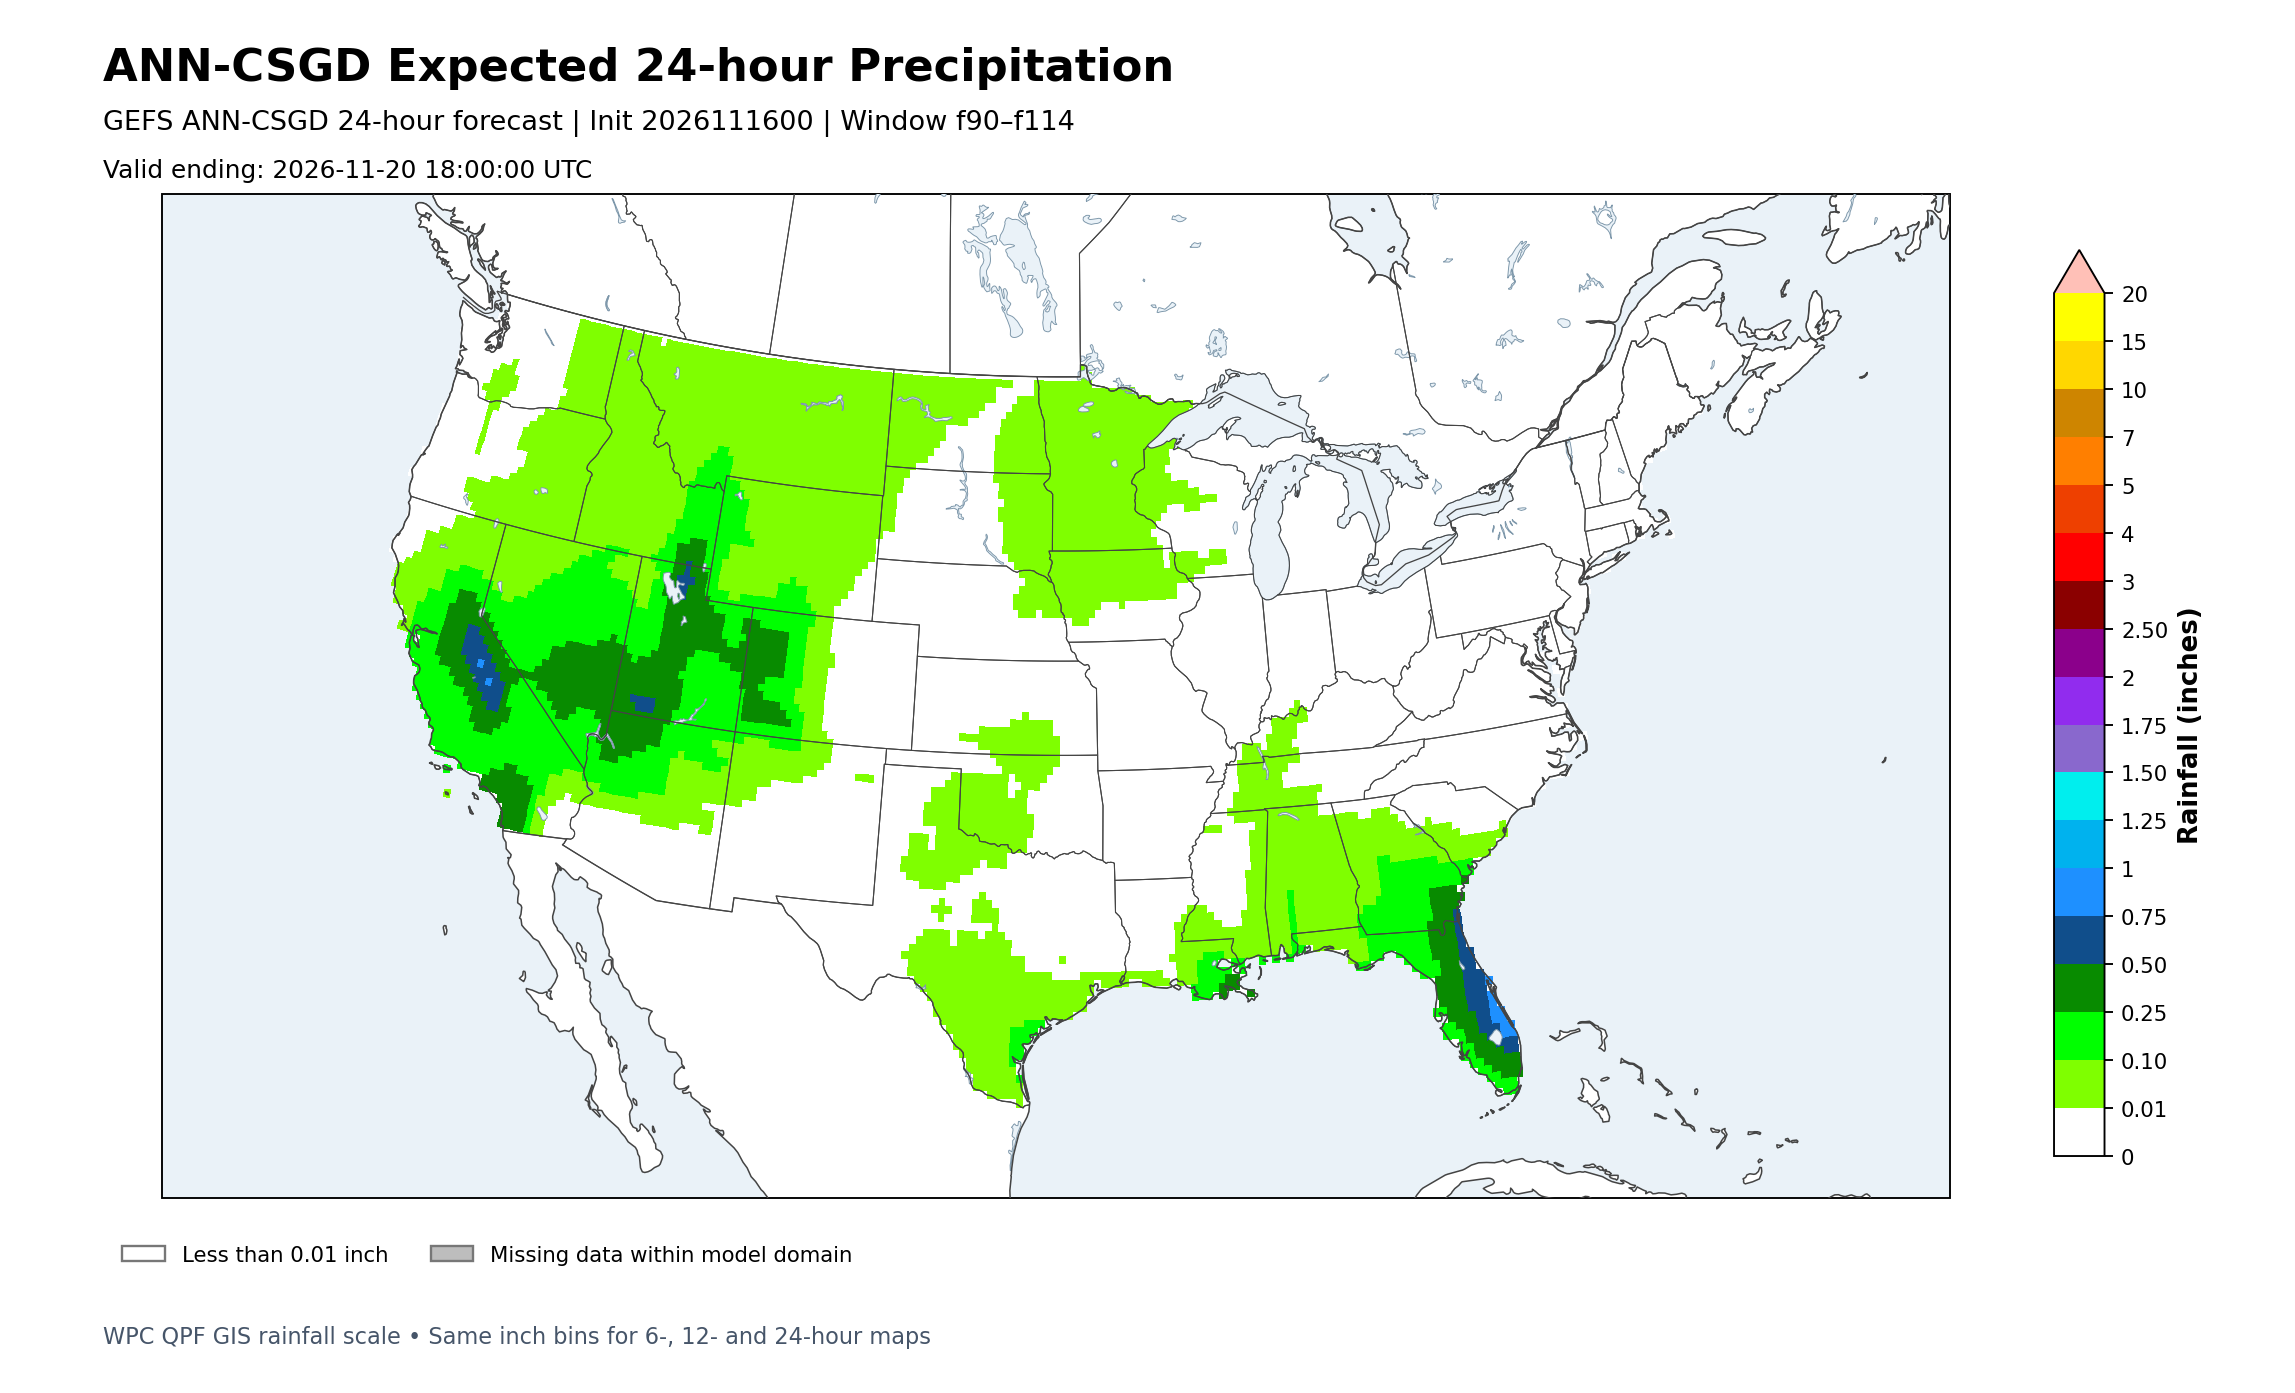 ANN-CSGD Expected 24-hour Precipitation
GEFS ANN-CSGD 24-hour forecast | Init 2026111600 | Window f90–f114
Valid ending: 2026-11-20 18:00:00 UTC
20
15
10
7
5
4
3
2.50
2
1.75
1.50
1.25
1
0.75
0.50
0.25
0.10
0.01
0
Rainfall (inches)
Less than 0.01 inch
Missing data within model domain
WPC QPF GIS rainfall scale • Same inch bins for 6-, 12- and 24-hour maps